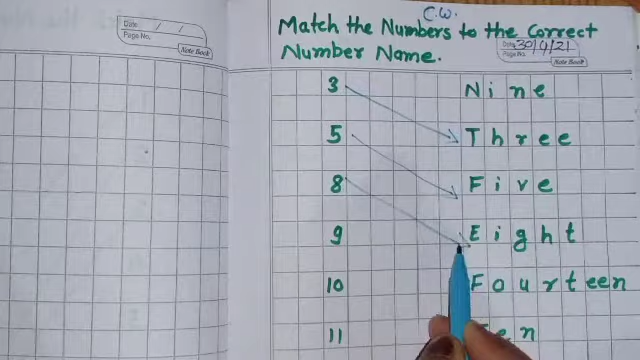 Date: / /
Page No.
Note Book
C.W.
Match the Numbers to the Correct
Number Name.
Date: 30/4/21
Page No.
Note Book
3 Nine
5 Three
8 Five
9 Eight
10 Fourteen
11